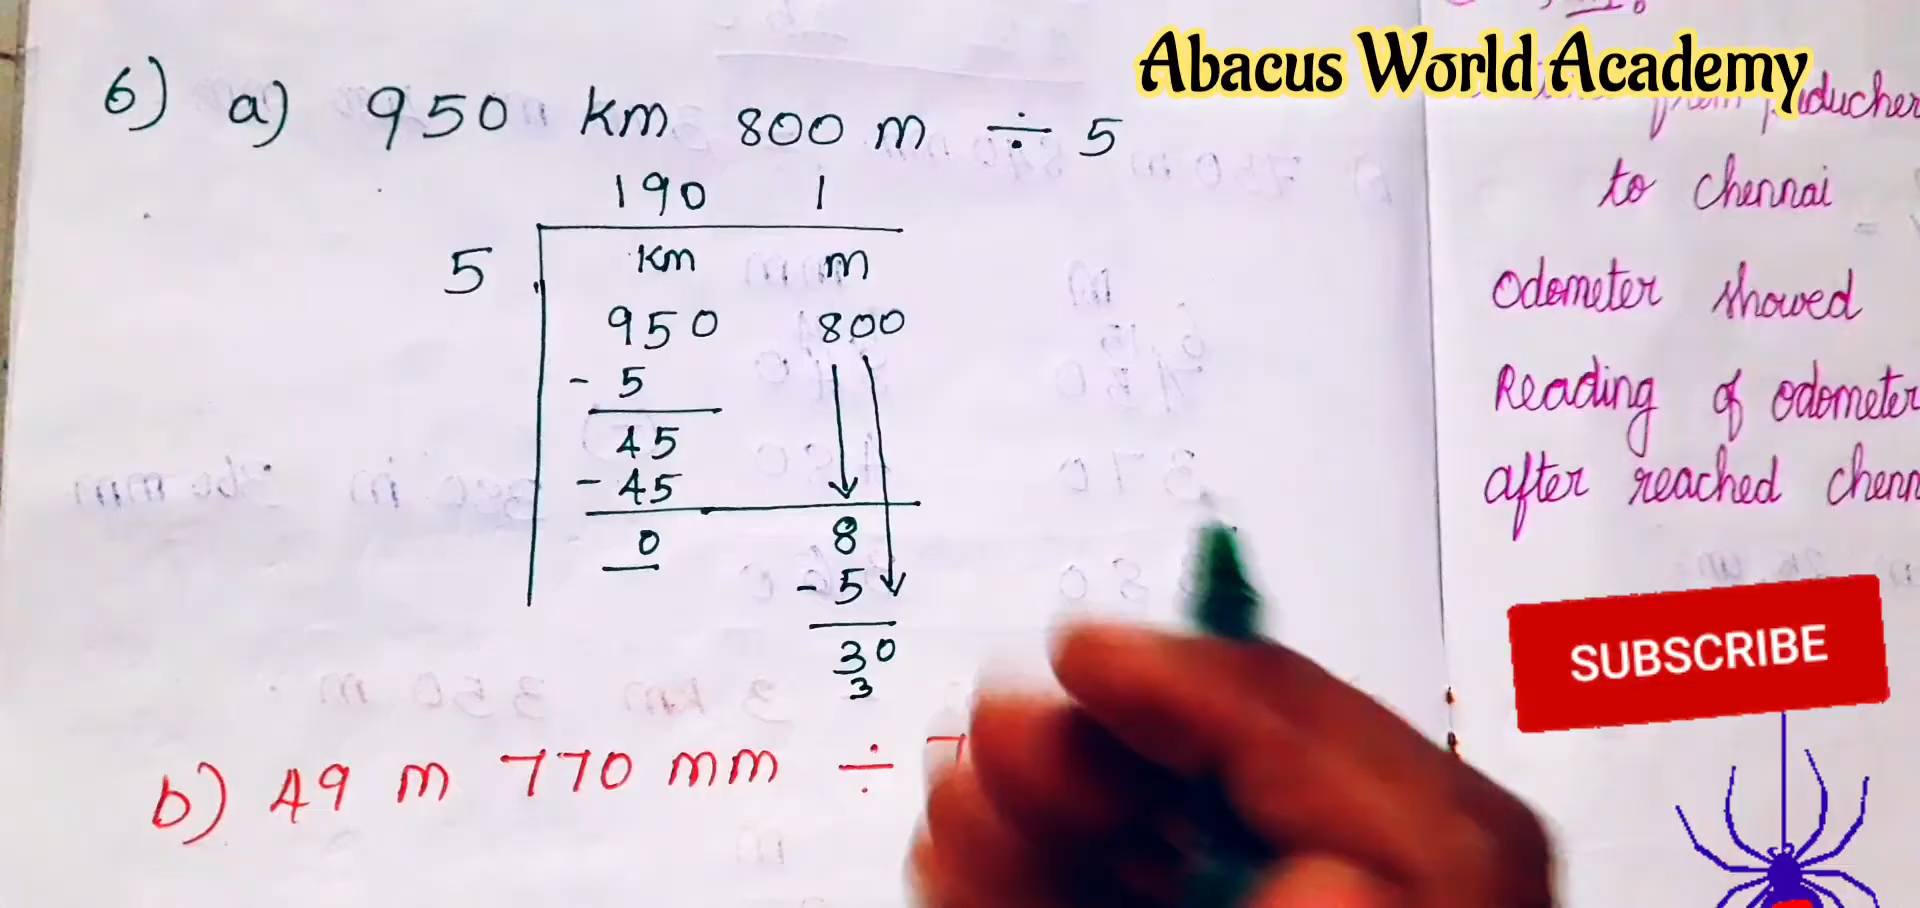 Abacus World Academy
6) a) 950 km 800 m ÷ 5
190 1
5 km m
950 800
- 5
45
- 45
0 8
- 5
30
3
b) 49 m 770 mm ÷ 7
to chennai
odometer showed
Reading of odometer
after reached chenn
SUBSCRIBE